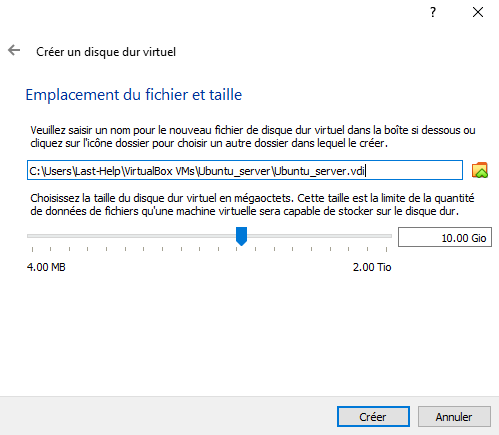 ?
Créer un disque dur virtuel
Emplacement du fichier et taille
Veuillez saisir un nom pour le nouveau fichier de disque dur virtuel dans la boîte si dessous ou
cliquez sur l'icône dossier pour choisir un autre dossier dans lequel le créer.
C:\Users\Last-Help\VirtualBox VMs\Ubuntu_server\Ubuntu_server.vdi
Choisissez la taille du disque dur virtuel en mégaoctets. Cette taille est la limite de la quantité
de données de fichiers qu'une machine virtuelle sera capable de stocker sur le disque dur.
10.00 Gio
4.00 MB 2.00 Tio
Créer Annuler